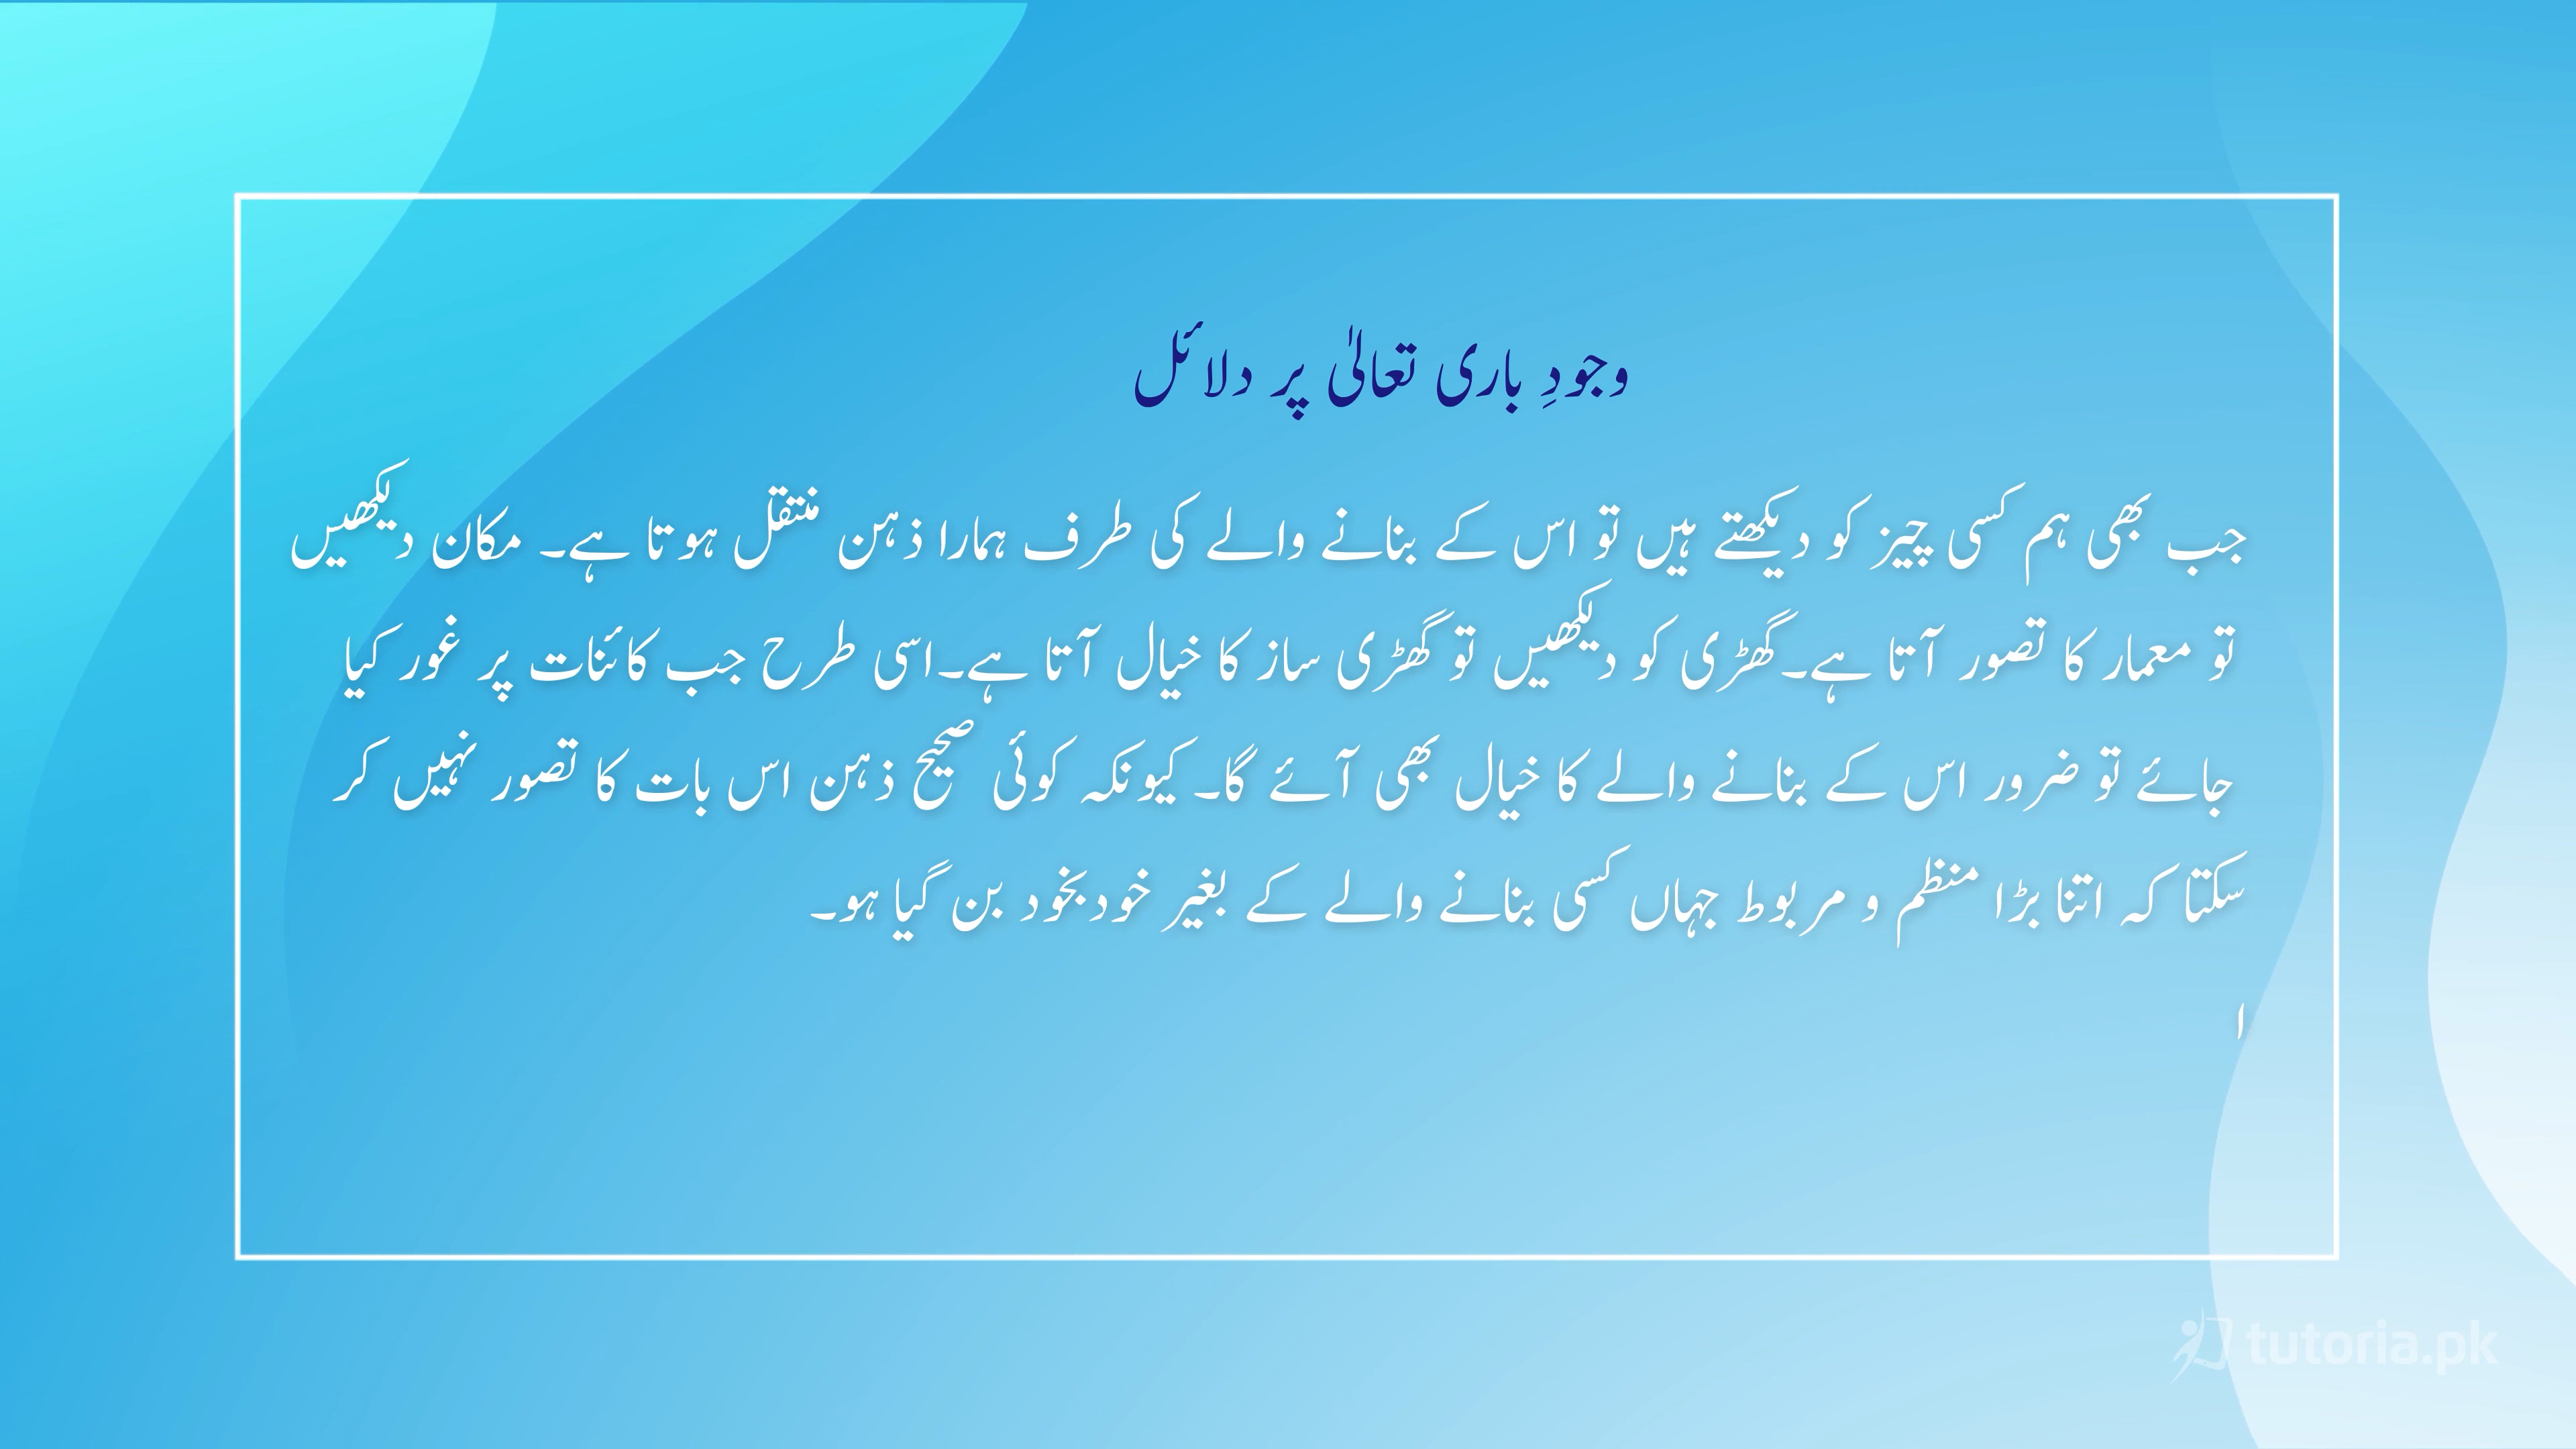 وجودِ باری تعالیٰ پر دلائل
جب بھی ہم کسی چیز کو دیکھتے ہیں تو اس کے بنانے والے کی طرف ہمارا ذہن منتقل ہوتا ہے۔ مکان دیکھیں
تو معمار کا تصور آتا ہے۔گھڑی کو دیکھیں تو گھڑی ساز کا خیال آتا ہے۔اسی طرح جب کائنات پر غور کیا
جائے تو ضرور اس کے بنانے والے کا خیال بھی آئے گا۔ کیونکہ کوئی صحیح ذہن اس بات کا تصور نہیں کر
سکتا کہ اتنا بڑا منظم و مربوط جہاں کسی بنانے والے کے بغیر خودبخود بن گیا ہو۔
ا
tutoria.pk